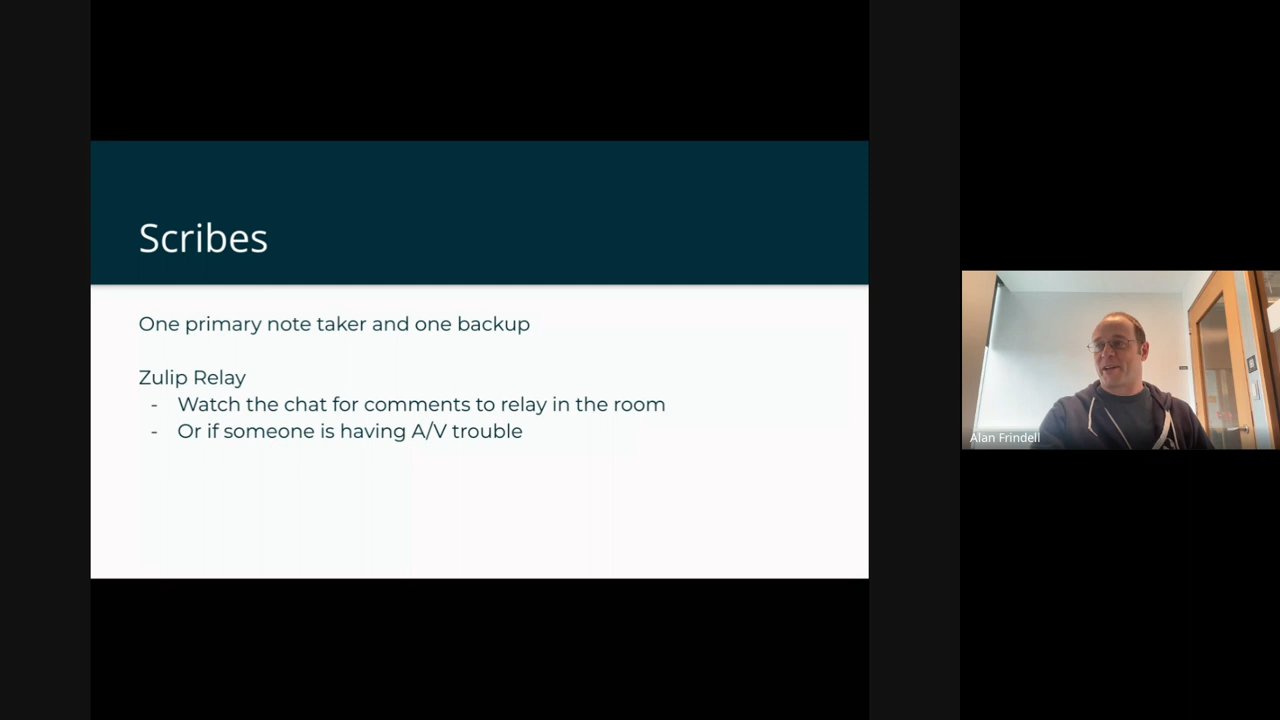 Scribes
One primary note taker and one backup
Zulip Relay
- Watch the chat for comments to relay in the room
- Or if someone is having A/V trouble
Alan Frindell